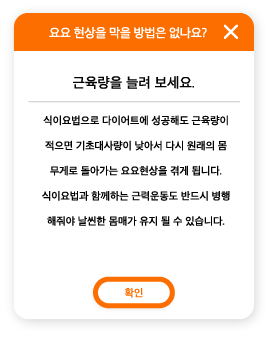 요요 현상을 막을 방법은 없나요?
근육량을 늘려 보세요.
식이요법으로 다이어트에 성공해도 근육량이
적으면 기초대사량이 낮아서 다시 원래의 몸
무게로 돌아가는 요요현상을 겪게 됩니다.
식이요법과 함께하는 근력운동도 반드시 병행
해줘야 날씬한 몸매가 유지 될 수 있습니다.
확인